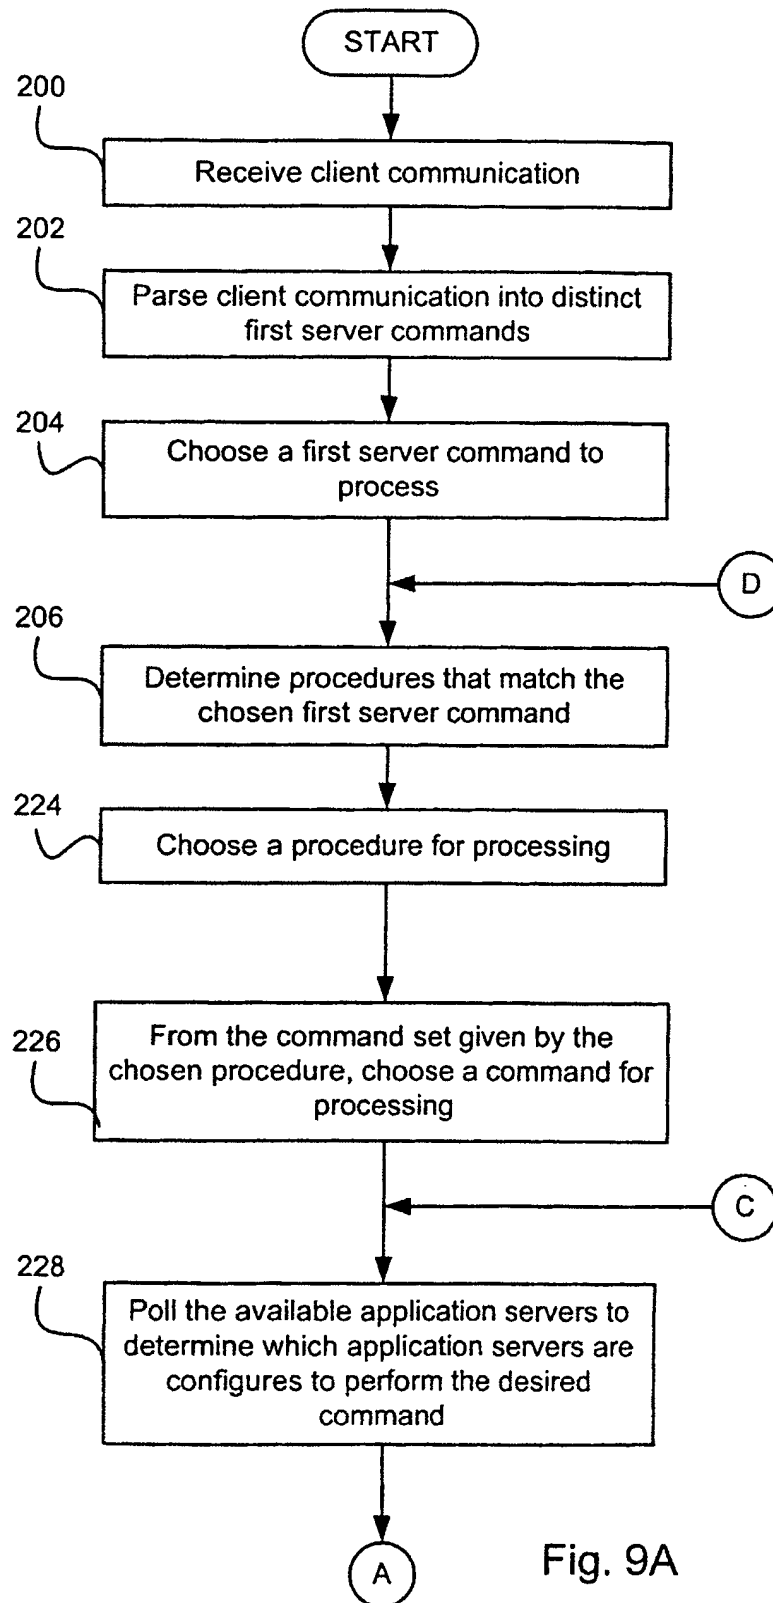 START
200
Receive client communication
202
Parse client communication into distinct
first server commands
204
Choose a first server command to
process
D
206
Determine procedures that match the
chosen first server command
224
Choose a procedure for processing
226
From the command set given by the
chosen procedure, choose a command for
processing
C
228
Poll the available application servers to
determine which application servers are
configures to perform the desired
command
A
Fig. 9A